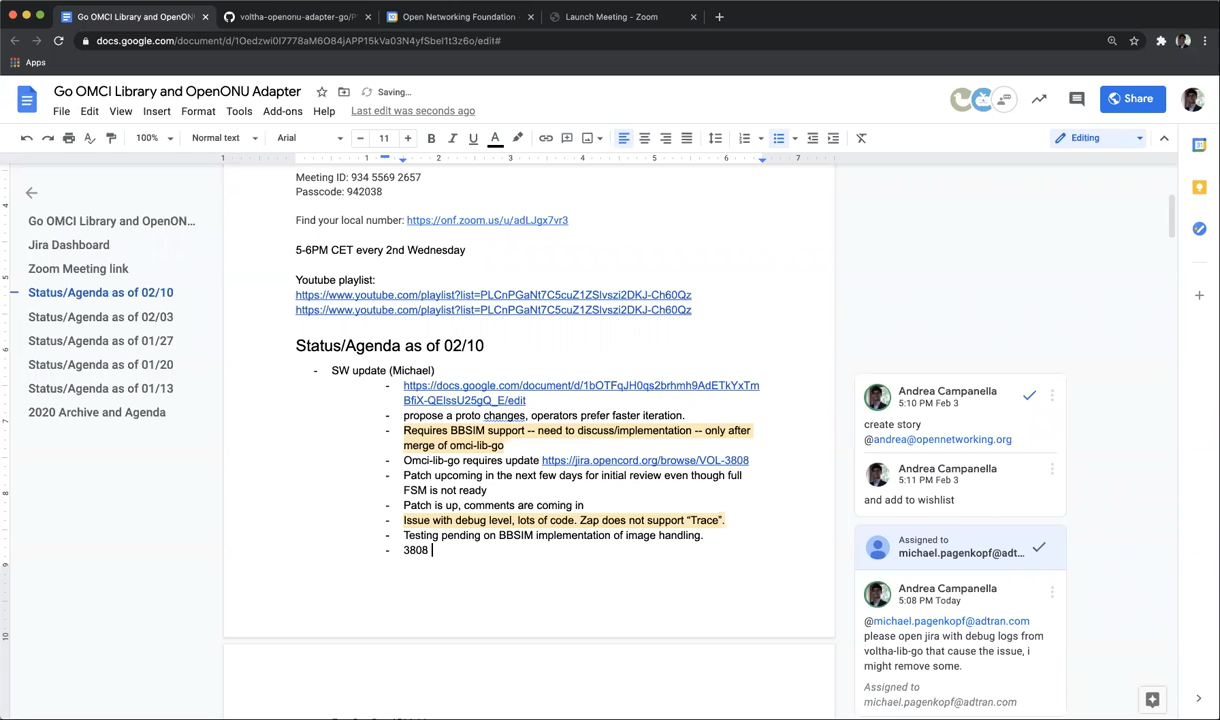 Go OMCI Library and OpenONU
voltha-openonu-adapter-go/P
Open Networking Foundation -
Launch Meeting - Zoom
docs.google.com/document/d/1Oedzwi0I7778aM6O84jAPP15kVa03N4yfSbeI1t3z6o/edit#
Apps
Go OMCI Library and OpenONU Adapter
Saving...
File Edit View Insert Format Tools Add-ons Help Last edit was seconds ago
Share
100% Normal text Arial 11 B I U A Editing
1 1 2 3 4 5 6 7
Meeting ID: 934 5569 2657
Passcode: 942038
Find your local number: https://onf.zoom.us/u/adLJgx7vr3
5-6PM CET every 2nd Wednesday
Youtube playlist:
https://www.youtube.com/playlist?list=PLCnPGaNt7C5cuZ1ZSlvszi2DKJ-Ch60Qz
https://www.youtube.com/playlist?list=PLCnPGaNt7C5cuZ1ZSlvszi2DKJ-Ch60Qz
Status/Agenda as of 02/10
- SW update (Michael)
- https://docs.google.com/document/d/1bOTFqJH0qs2brhmh9AdETkYxTm
BfiX-QElssU25gQ_E/edit
- propose a proto changes, operators prefer faster iteration.
- Requires BBSIM support -- need to discuss/implementation -- only after
merge of omci-lib-go
- Omci-lib-go requires update https://jira.opencord.org/browse/VOL-3808
- Patch upcoming in the next few days for initial review even though full
FSM is not ready
- Patch is up, comments are coming in
- Issue with debug level, lots of code. Zap does not support “Trace”.
- Testing pending on BBSIM implementation of image handling.
- 3808
Go OMCI Library and OpenON...
Jira Dashboard
Zoom Meeting link
Status/Agenda as of 02/10
Status/Agenda as of 02/03
Status/Agenda as of 01/27
Status/Agenda as of 01/20
Status/Agenda as of 01/13
2020 Archive and Agenda
Andrea Campanella
5:10 PM Feb 3
create story
@andrea@opennetworking.org
Andrea Campanella
5:11 PM Feb 3
and add to wishlist
Assigned to
michael.pagenkopf@adt...
Andrea Campanella
5:08 PM Today
@michael.pagenkopf@adtran.com
please open jira with debug logs from
voltha-lib-go that cause the issue, i
might remove some.
Assigned to
michael.pagenkopf@adtran.com